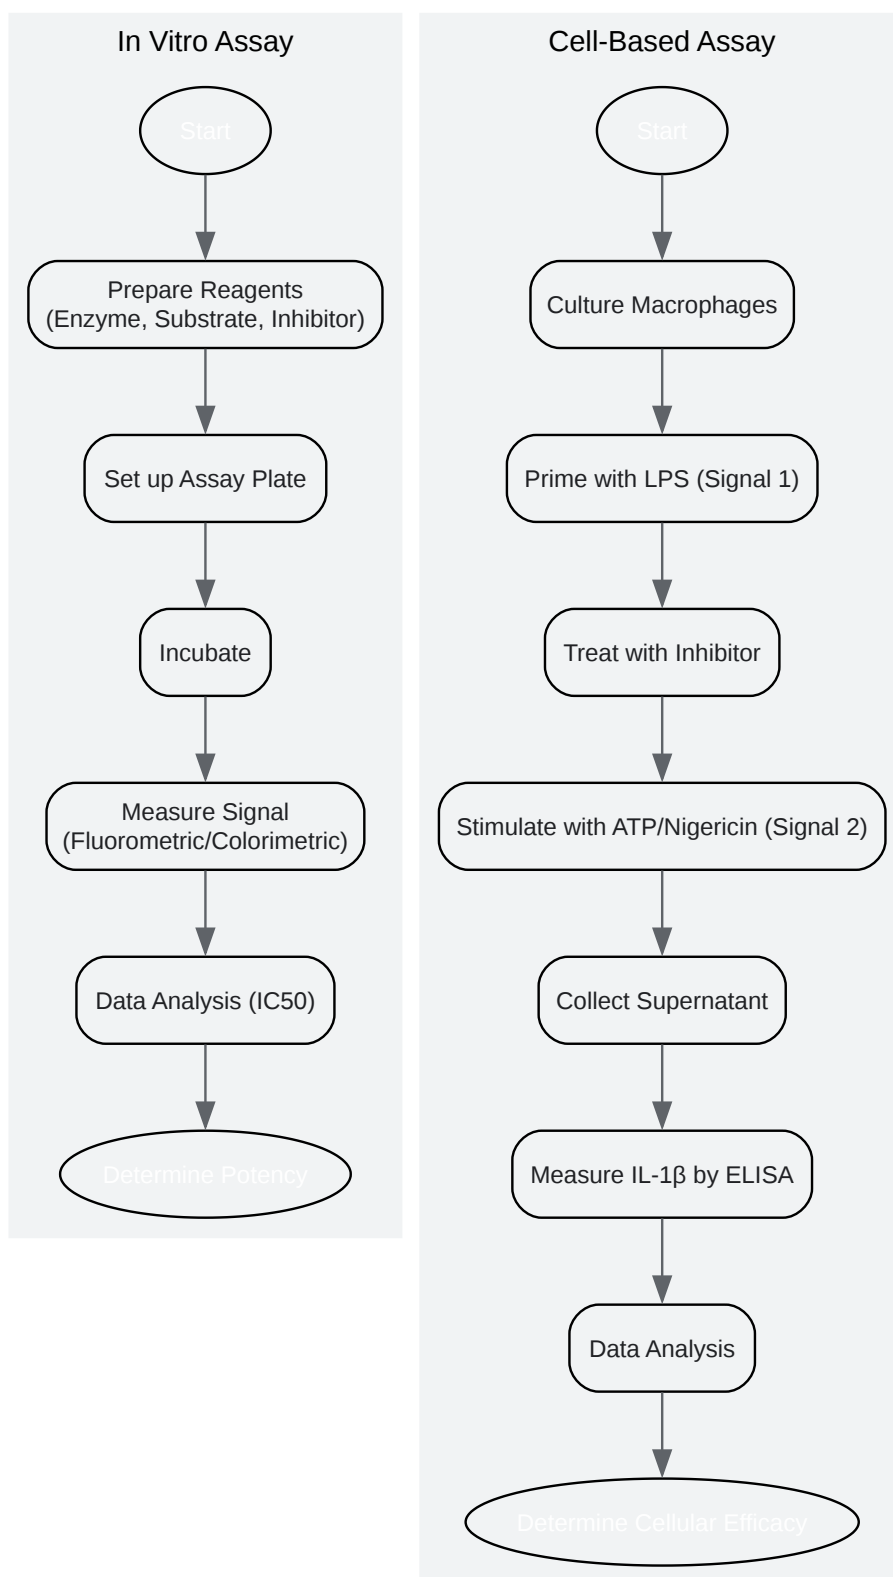 In Vitro Assay
Start
Prepare Reagents
(Enzyme, Substrate, Inhibitor)
Set up Assay Plate
Incubate
Measure Signal
(Fluorometric/Colorimetric)
Data Analysis (IC50)
Determine Potency
Cell-Based Assay
Start
Culture Macrophages
Prime with LPS (Signal 1)
Treat with Inhibitor
Stimulate with ATP/Nigericin (Signal 2)
Collect Supernatant
Measure IL-1β by ELISA
Data Analysis
Determine Cellular Efficacy